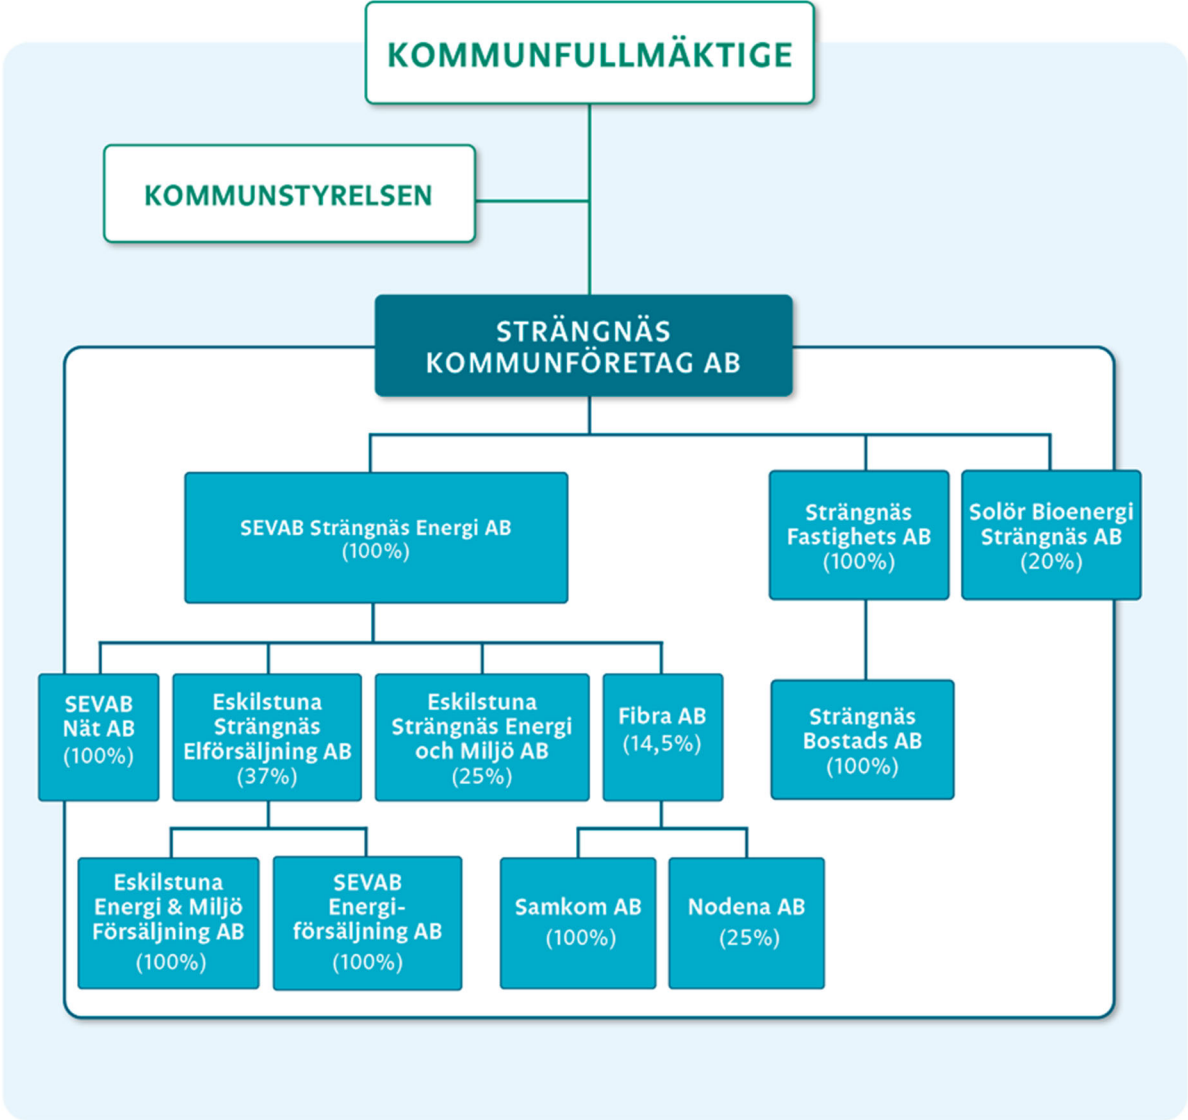 KOMMUNFULLMÄKTIGE
KOMMUNSTYRELSEN
STRÄNGNÄS
KOMMUNFÖRETAG AB
SEVAB Strängnäs Energi AB
(100%)
Strängnäs
Fastighets AB
(100%)
Solör Bioenergi
Strängnäs AB
(20%)
SEVAB
Nät AB
(100%)
Eskilstuna
Strängnäs
Elförsäljning AB
(37%)
Eskilstuna
Strängnäs Energi
och Miljö AB
(25%)
Fibra AB
(14,5%)
Strängnäs
Bostads AB
(100%)
Eskilstuna
Energi & Miljö
Försäljning AB
(100%)
SEVAB
Energi-
försäljning AB
(100%)
Samkom AB
(100%)
Nodena AB
(25%)